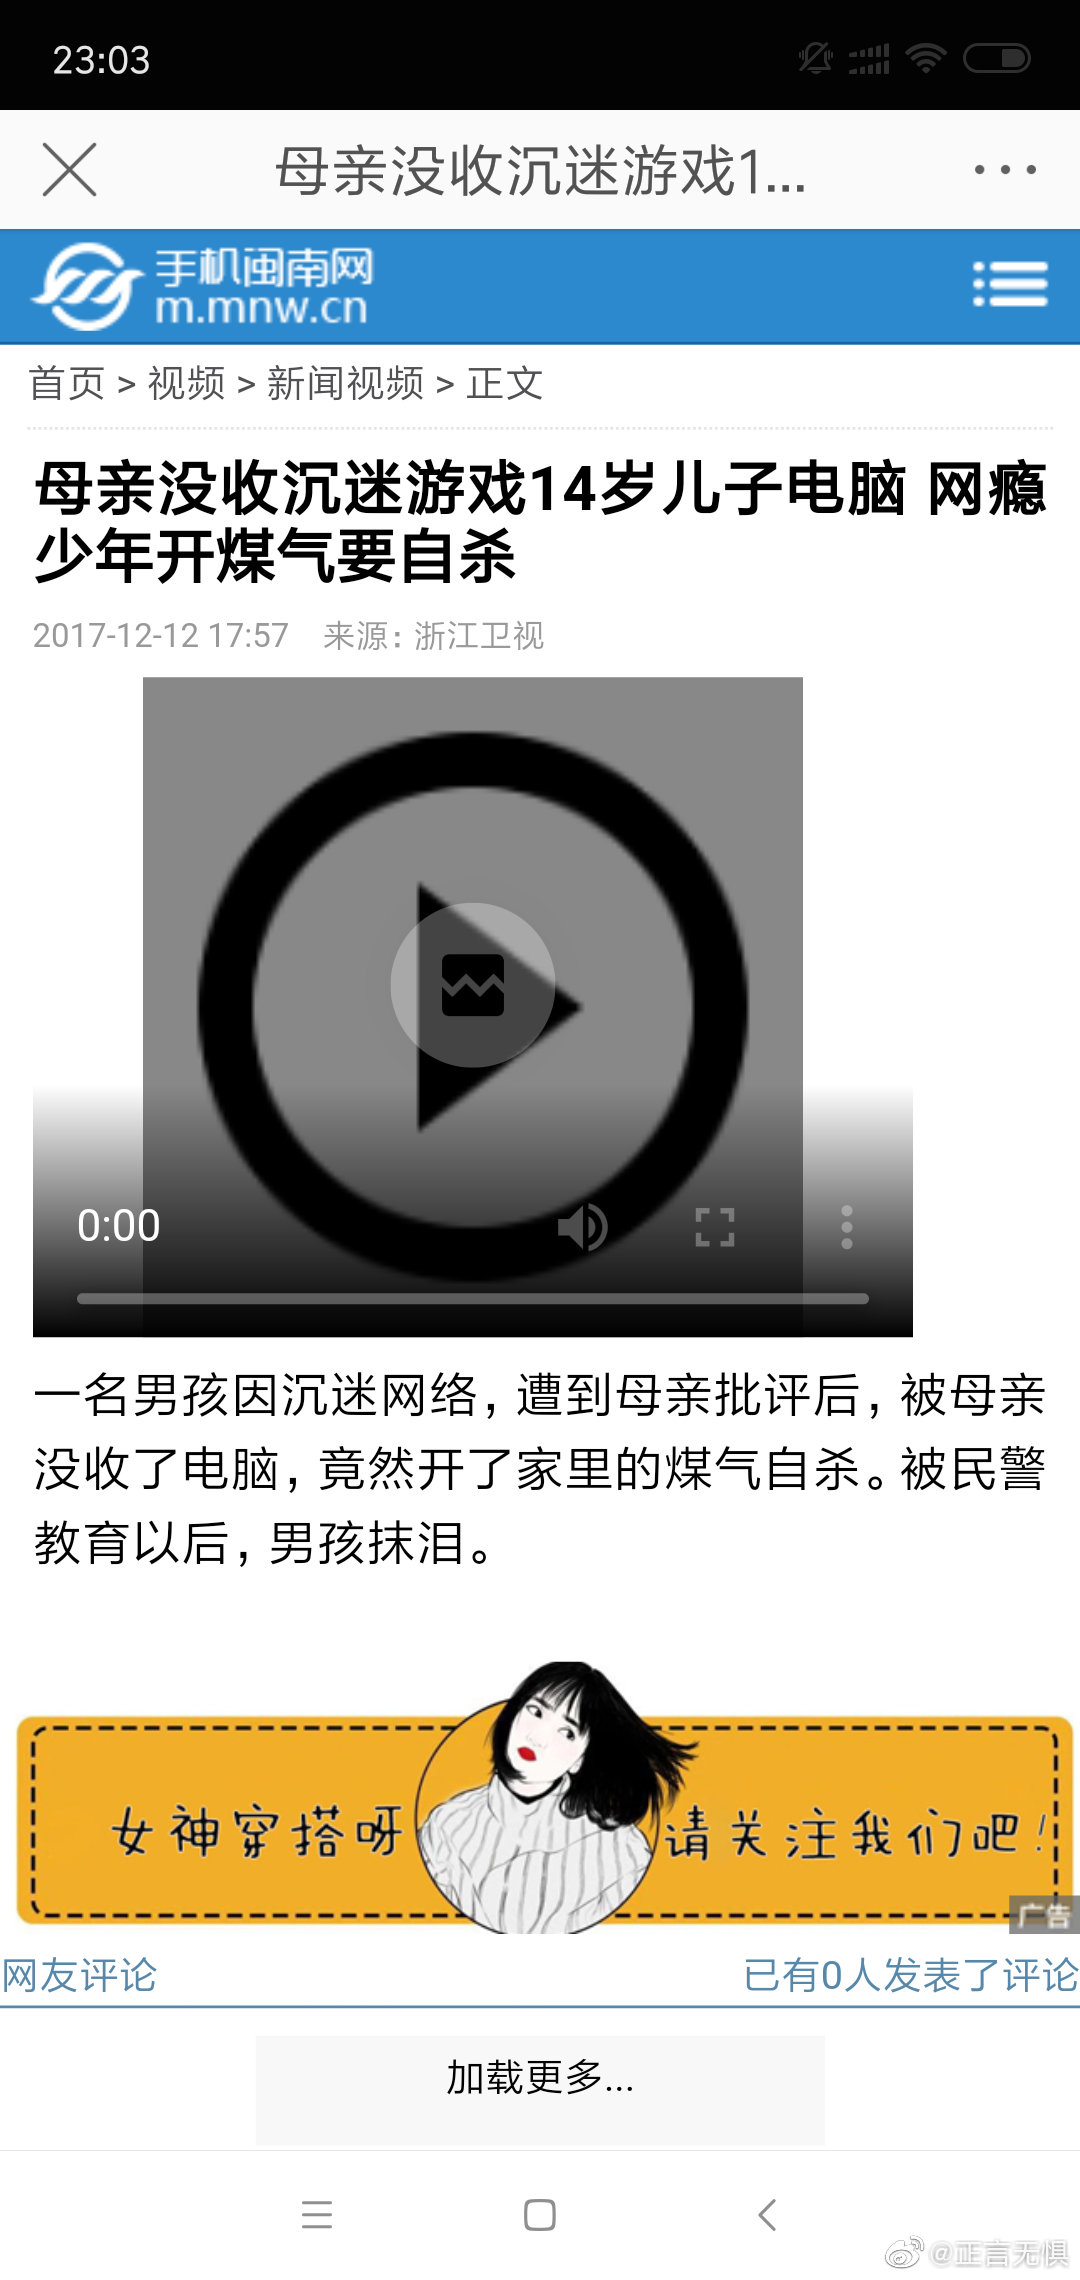 23:03
母亲没收沉迷游戏1...
手机闽南网
m.mnw.cn
首页 > 视频 > 新闻视频 > 正文
母亲没收沉迷游戏14岁儿子电脑 网瘾
少年开煤气要自杀
2017-12-12 17:57 来源：浙江卫视
0:00
一名男孩因沉迷网络，遭到母亲批评后，被母亲
没收了电脑，竟然开了家里的煤气自杀。被民警
教育以后，男孩抹泪。
女神穿搭呀 请关注我们吧！
广告
网友评论 已有0人发表了评论
加载更多...
@正言无惧